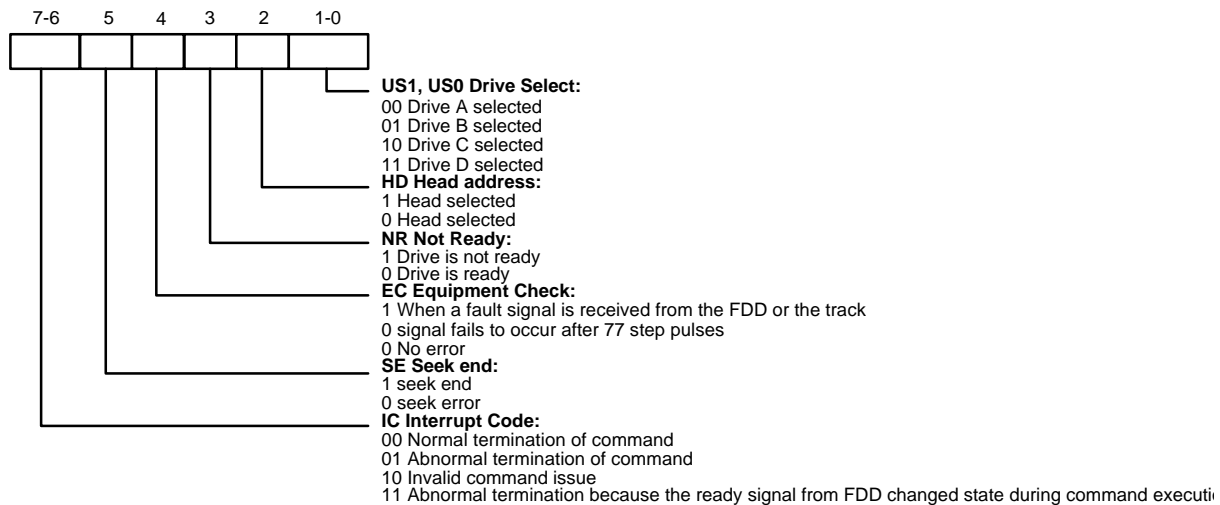 7-6 5 4 3 2 1-0
US1, US0 Drive Select:
00 Drive A selected
01 Drive B selected
10 Drive C selected
11 Drive D selected
HD Head address:
1 Head selected
0 Head selected
NR Not Ready:
1 Drive is not ready
0 Drive is ready
EC Equipment Check:
1 When a fault signal is received from the FDD or the track
0 signal fails to occur after 77 step pulses
0 No error
SE Seek end:
1 seek end
0 seek error
IC Interrupt Code:
00 Normal termination of command
01 Abnormal termination of command
10 Invalid command issue
11 Abnormal termination because the ready signal from FDD changed state during command executi